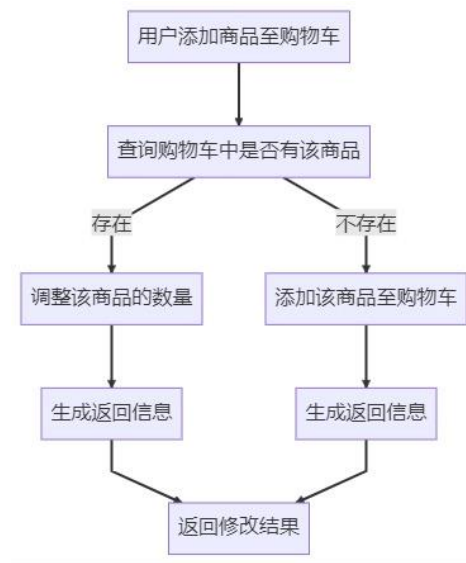 用户添加商品至购物车
查询购物车中是否有该商品
存在
不存在
调整该商品的数量
添加该商品至购物车
生成返回信息
生成返回信息
返回修改结果